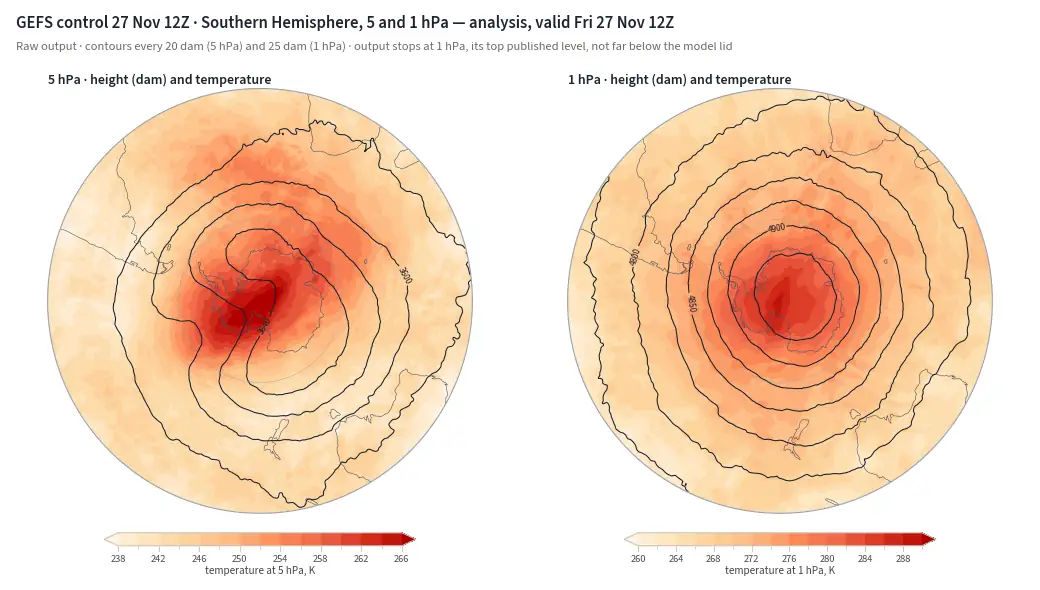 GEFS control 27 Nov 12Z · Southern Hemisphere, 5 and 1 hPa — analysis, valid Fri 27 Nov 12Z
Raw output · contours every 20 dam (5 hPa) and 25 dam (1 hPa) · output stops at 1 hPa, its top published level, not far below the model lid
5 hPa · height (dam) and temperature
1 hPa · height (dam) and temperature
3600
4900
4800
4850
238 242 246 250 254 258 262 266
temperature at 5 hPa, K
260 264 268 272 276 280 284 288
temperature at 1 hPa, K